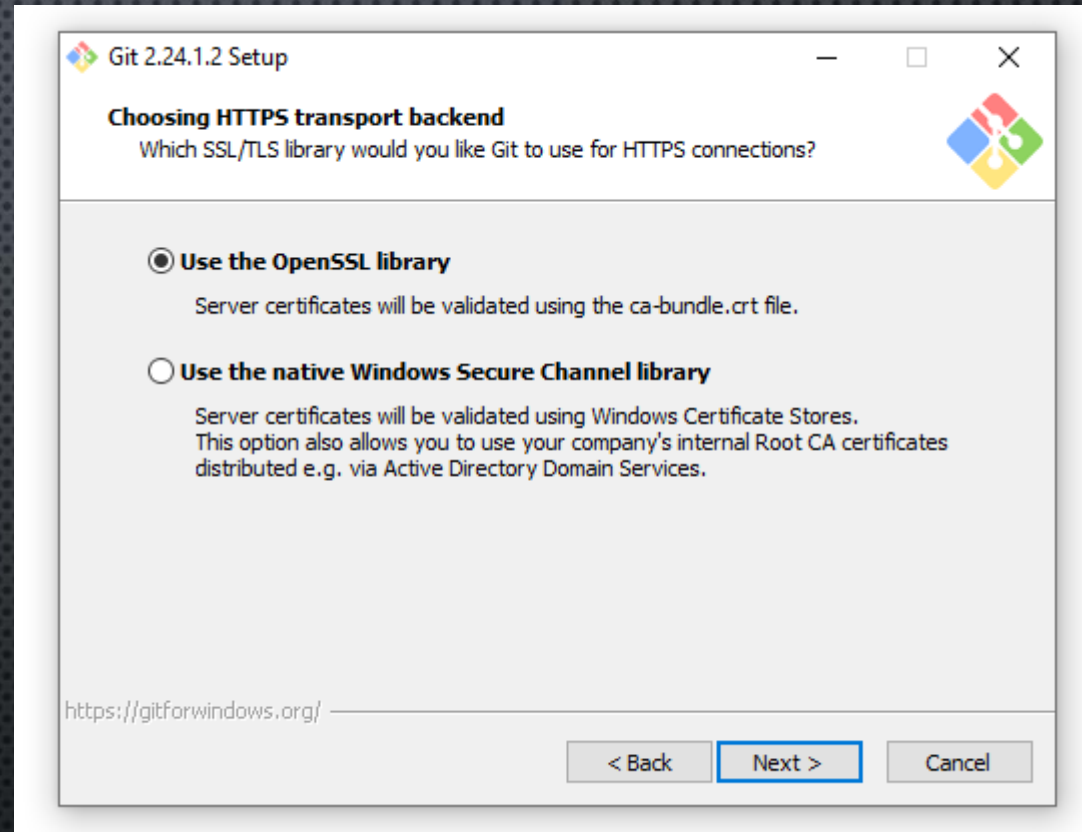 Git 2.24.1.2 Setup
Choosing HTTPS transport backend
Which SSL/TLS library would you like Git to use for HTTPS connections?
Use the OpenSSL library
Server certificates will be validated using the ca-bundle.crt file.
Use the native Windows Secure Channel library
Server certificates will be validated using Windows Certificate Stores.
This option also allows you to use your company's internal Root CA certificates
distributed e.g. via Active Directory Domain Services.
https://gitforwindows.org/
< Back Next > Cancel